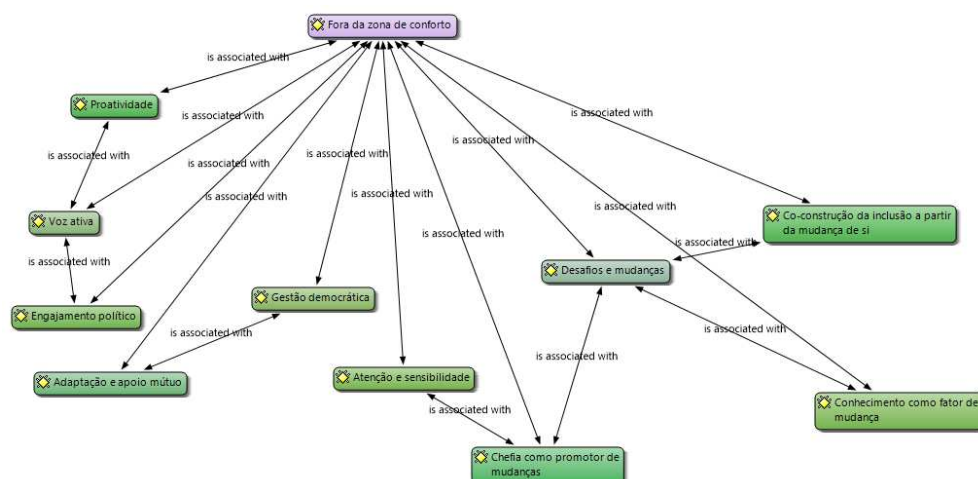 Fora da zona de conforto
is associated with
Proatividade
is associated with
is associated with
is associated with
is associated with
is associated with
is associated with
is associated with
is associated with
is associated with
is associated with
Co-construção da inclusão a partir
da mudança de si
Voz ativa
is associated with
is associated with
is associated with
Desafios e mudanças
Gestão democrática
Engajamento político
is associated with
is associated with
is associated with
Adaptação e apoio mútuo
Atenção e sensibilidade
is associated with
Conhecimento como fator de
mudança
Chefia como promotor de
mudanças